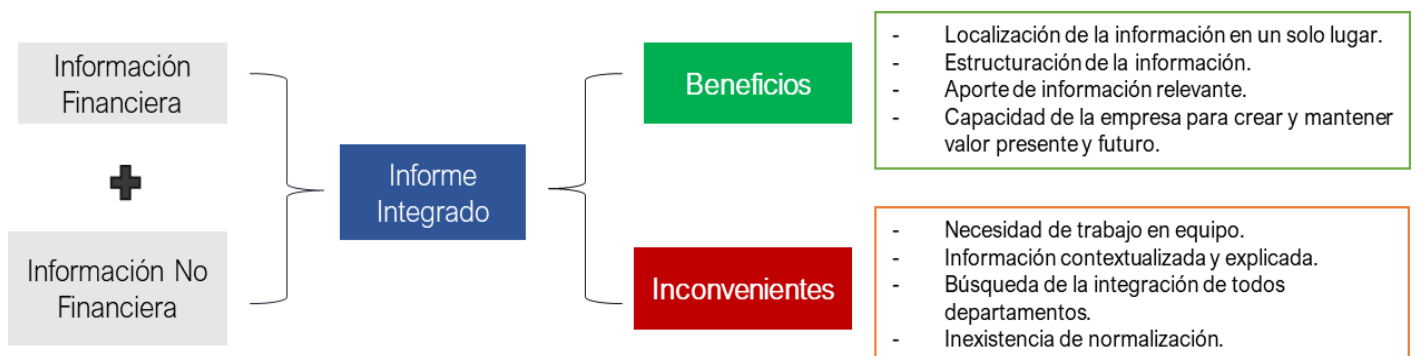 Información
Financiera
Información No
Financiera
Informe
Integrado
Beneficios
- Localización de la información en un solo lugar.
- Estructuración de la información.
- Aporte de información relevante.
- Capacidad de la empresa para crear y mantener
valor presente y futuro.
Inconvenientes
- Necesidad de trabajo en equipo.
- Información contextualizada y explicada.
- Búsqueda de la integración de todos
departamentos.
- Inexistencia de normalización.